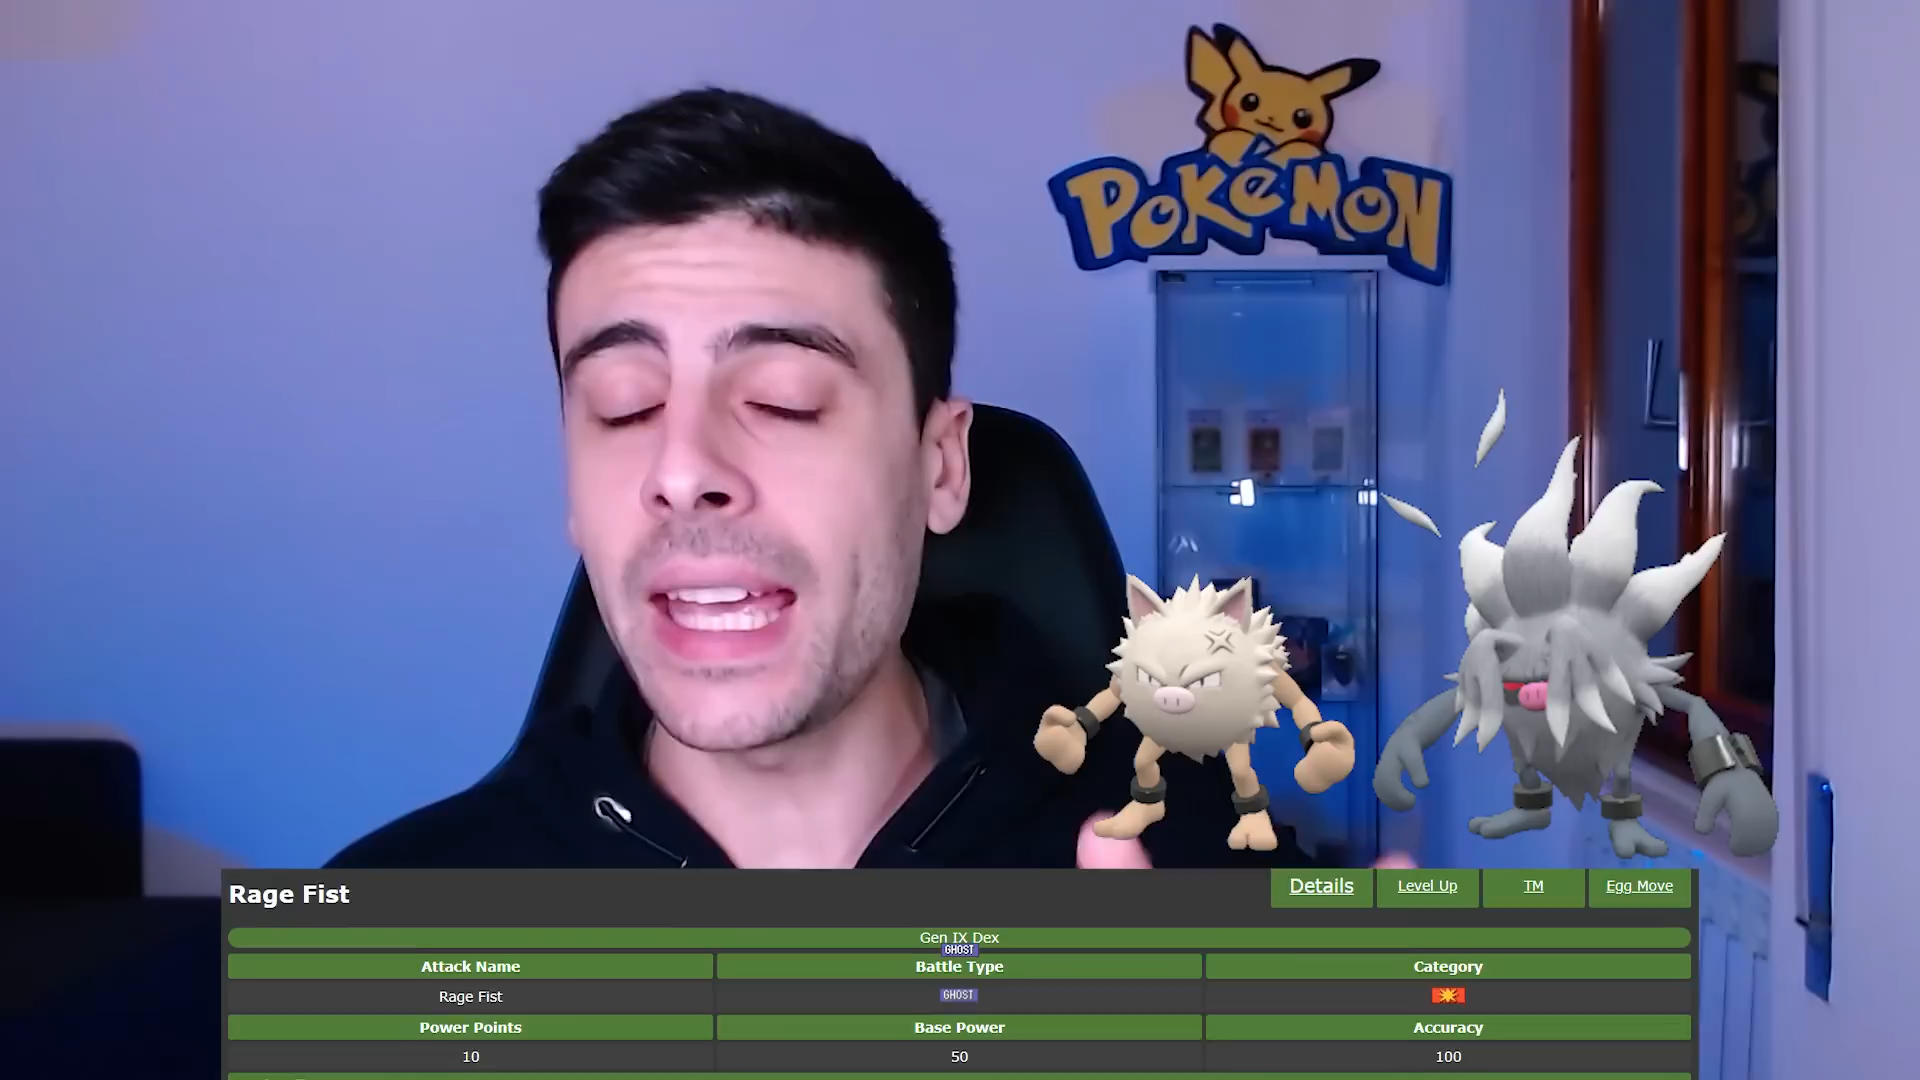 POKéMON
Rage Fist
Details
Level Up
TM
Egg Move
Gen IX Dex
GHOST
Attack Name
Battle Type
Category
Rage Fist
GHOST
Power Points
Base Power
Accuracy
10
50
100